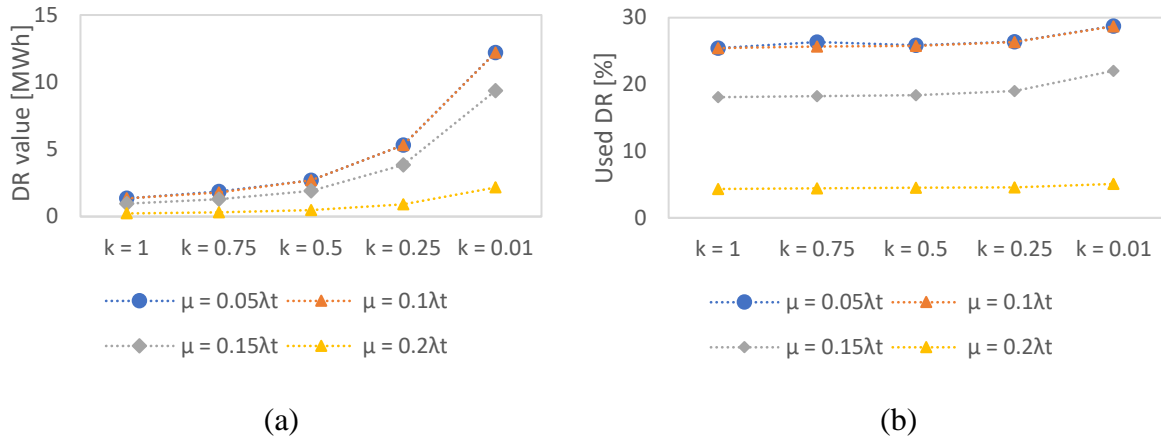 DR value [MWh]
15
10
5
0
k = 1 k = 0.75 k = 0.5 k = 0.25 k = 0.01
μ = 0.05λt μ = 0.1λt
μ = 0.15λt μ = 0.2λt
(a)
Used DR [%]
30
20
10
0
k = 1 k = 0.75 k = 0.5 k = 0.25 k = 0.01
μ = 0.05λt μ = 0.1λt
μ = 0.15λt μ = 0.2λt
(b)